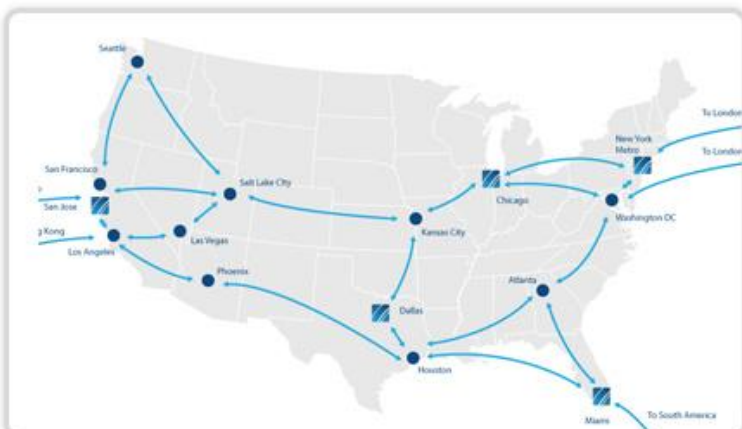 Seattle
To London
New York
Metro
To London
San Francisco
Salt Lake City
Chicago
San Jose
Washington DC
Kong
Las Vegas
Kansas City
Los Angeles
Phoenix
Atlanta
Dallas
Houston
To South America
Miami